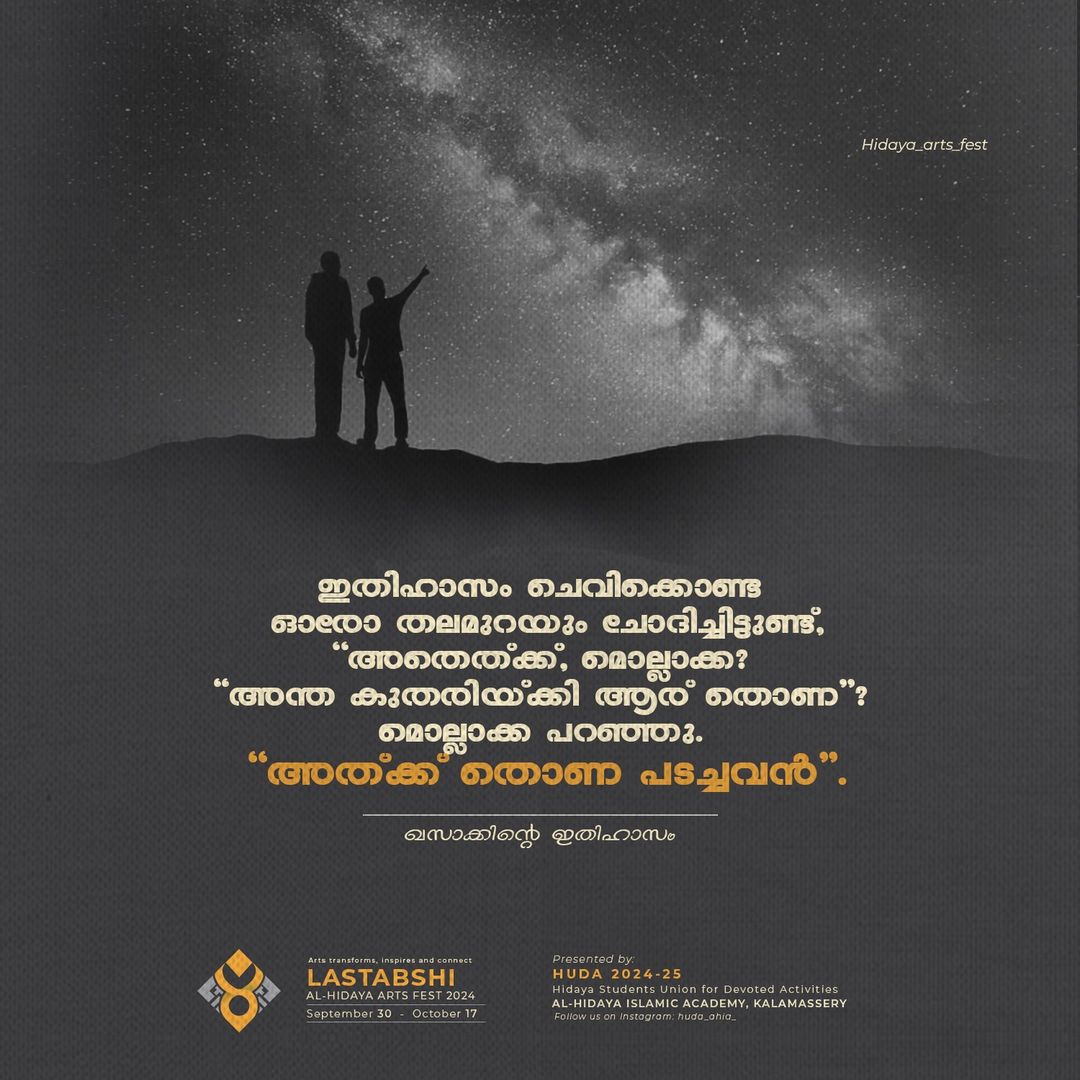 Hidaya_arts_fest
ഇതിഹാസം ചെവിക്കൊണ്ട
ഓരോ തലമുറയും ചോദിച്ചിട്ടുണ്ട്,
“അതെത്ക്ക്, മൊല്ലാക്ക?
“അന്ത കുതരിയ്ക്കി ആര് തൊണ”?
മൊല്ലാക്ക പറഞ്ഞു.
“അത്ക്ക് തൊണ പടച്ചവൻ”.
ഖസാക്കിന്റെ ഇതിഹാസം
Arts transforms, inspires and connect
LASTABSHI
AL-HIDAYA ARTS FEST 2024
September 30 - October 17
Presented by:
HUDA 2024-25
Hidaya Students Union for Devoted Activities
AL-HIDAYA ISLAMIC ACADEMY, KALAMASSERY
Follow us on Instagram: huda_ahia_